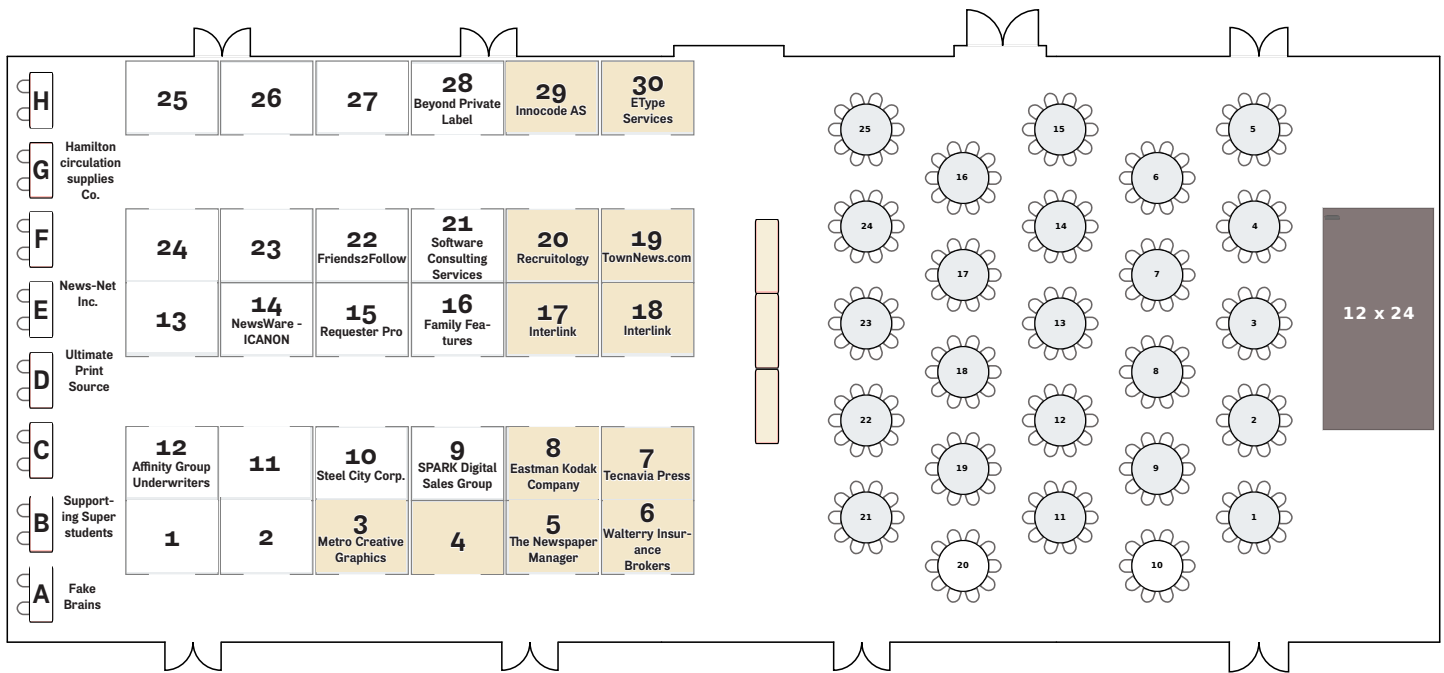 H
25
26
27
28
Beyond Private
Label
29
Innocode AS
30
EType
Services
G
Hamilton
circulation
supplies
Co.
F
24
23
22
Friends2Follow
21
Software
Consulting
Services
20
Recruitology
19
TownNews.com
E
News-Net
Inc.
13
14
NewsWare -
ICANON
15
Requester Pro
16
Family Fea-
tures
17
Interlink
18
Interlink
D
Ultimate
Print
Source
C
12
Affinity Group
Underwriters
11
10
Steel City Corp.
9
SPARK Digital
Sales Group
8
Eastman Kodak
Company
7
Tecnavia Press
B
Support-
ing Super
students
1
2
3
Metro Creative
Graphics
4
5
The Newspaper
Manager
6
Walterry Insur-
ance
Brokers
A
Fake
Brains
25
15
5
16
6
24
14
4
17
7
23
13
3
18
8
22
12
2
19
9
21
11
1
20
10
12 x 24